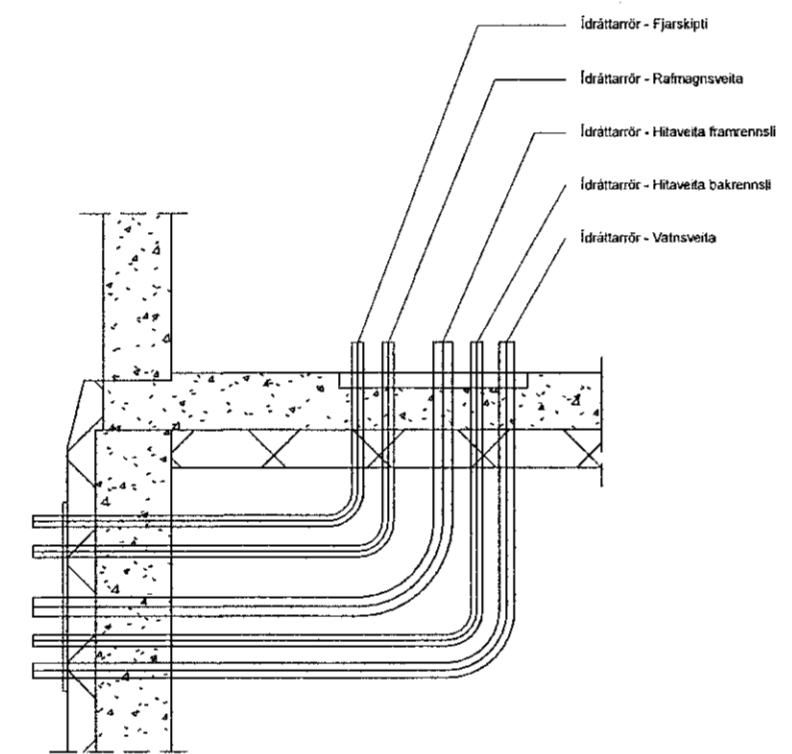 Ídráttarrör - Fjarskipti
Ídráttarrör - Rafmagnsveita
Ídráttarrör - Hitaveita framrennsli
Ídráttarrör - Hitaveita bakrennsli
Ídráttarrör - Vatnsveita